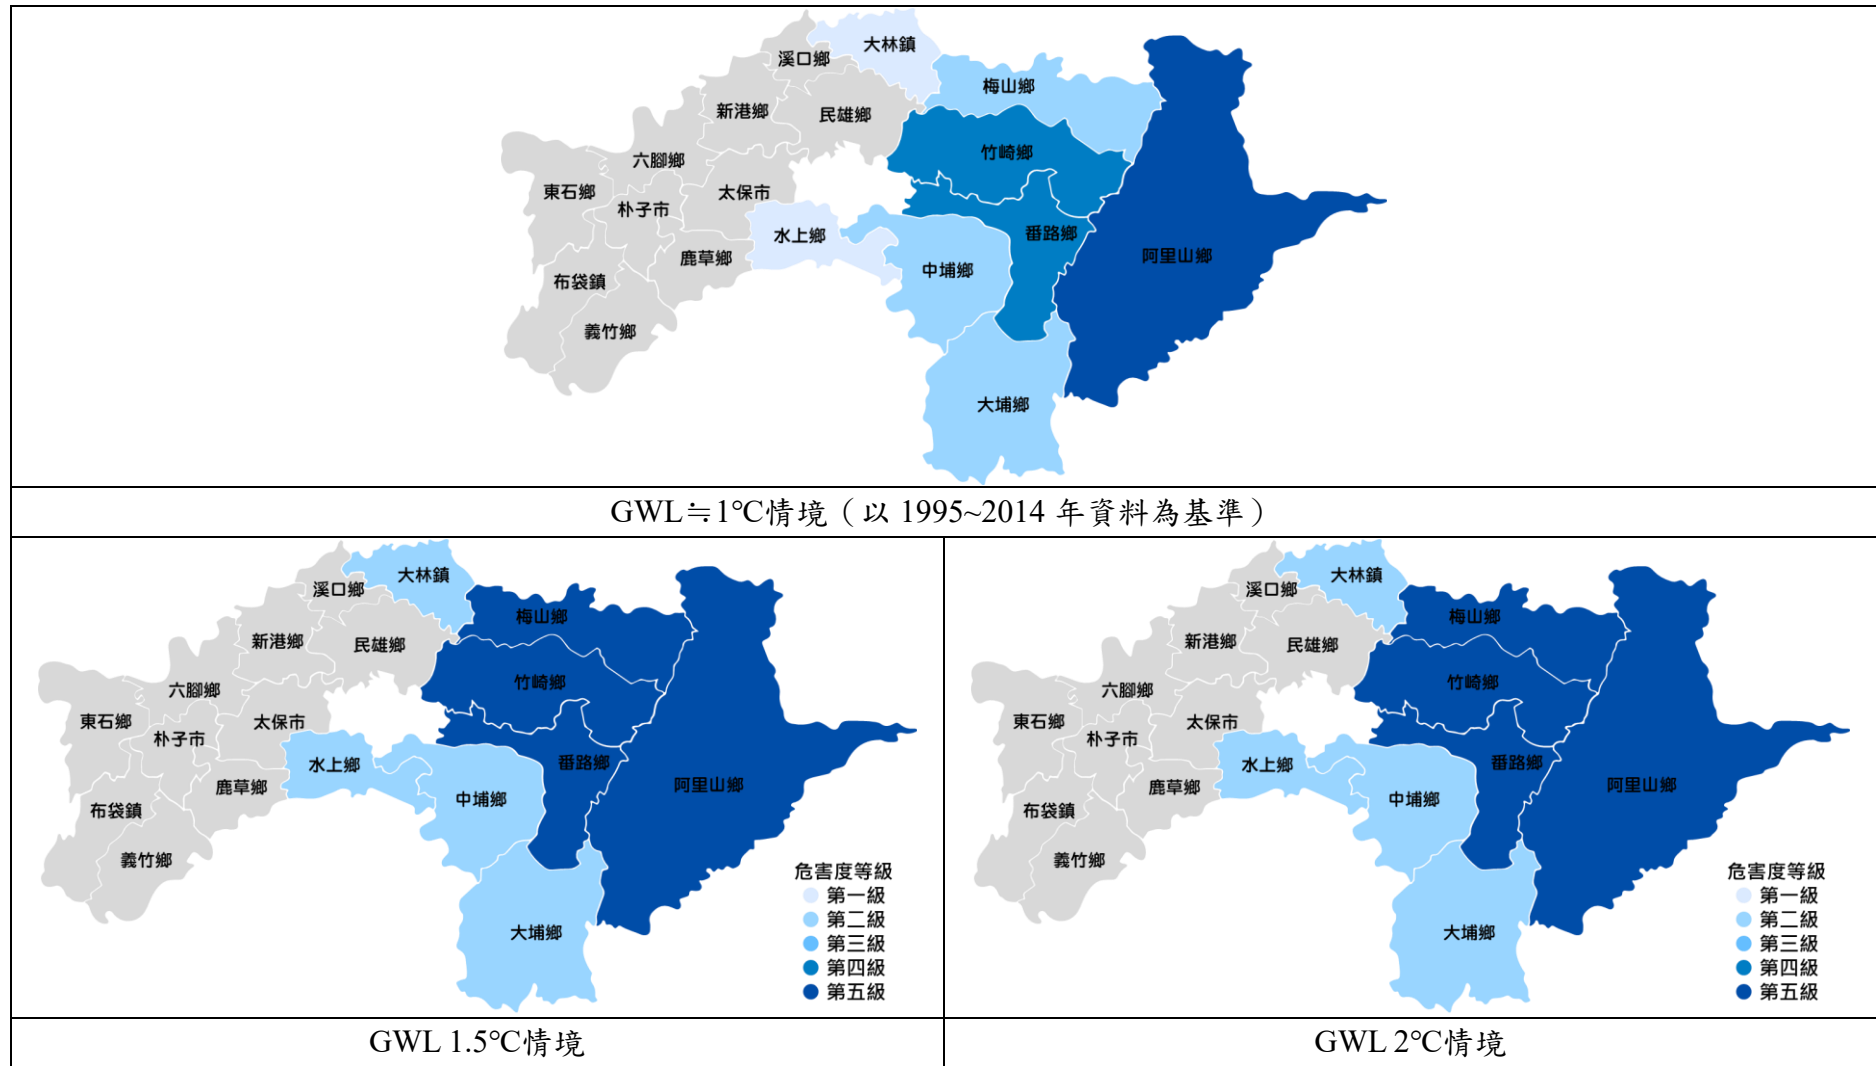 大林鎮
溪口鄉
梅山鄉
新港鄉
民雄鄉
竹崎鄉
六腳鄉
東石鄉
太保市
朴子市
水上鄉
番路鄉
鹿草鄉
阿里山鄉
中埔鄉
布袋鎮
義竹鄉
大埔鄉
GWL≒1℃情境（以 1995~2014 年資料為基準）
大林鎮
溪口鄉
梅山鄉
新港鄉
民雄鄉
竹崎鄉
六腳鄉
東石鄉
太保市
朴子市
水上鄉
番路鄉
鹿草鄉
阿里山鄉
中埔鄉
布袋鎮
義竹鄉
大埔鄉
危害度等級
第一級
第二級
第三級
第四級
第五級
GWL 1.5℃情境
大林鎮
溪口鄉
梅山鄉
新港鄉
民雄鄉
竹崎鄉
六腳鄉
東石鄉
太保市
朴子市
水上鄉
番路鄉
鹿草鄉
阿里山鄉
中埔鄉
布袋鎮
義竹鄉
大埔鄉
危害度等級
第一級
第二級
第三級
第四級
第五級
GWL 2℃情境